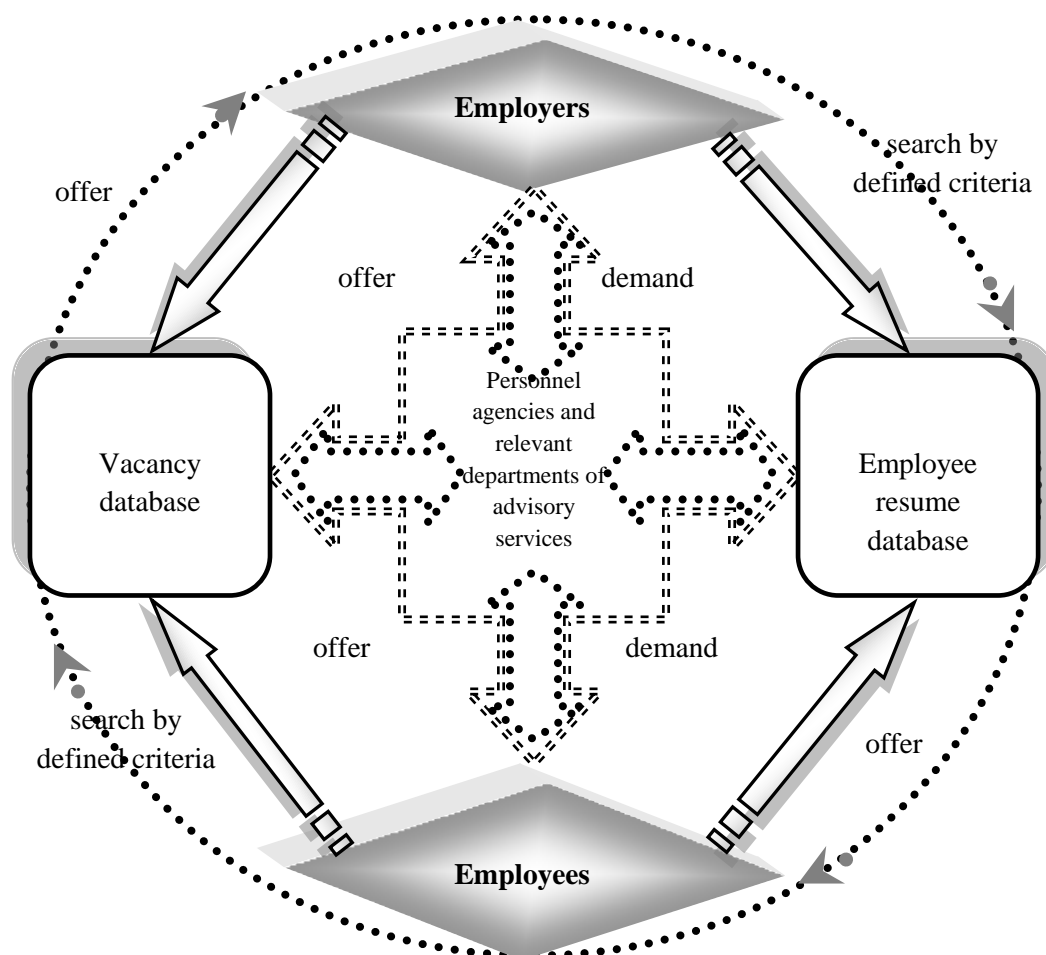 Employers
search by
defined criteria
offer
offer
demand
Personnel
agencies and
relevant
departments of
advisory
services
Vacancy
database
Employee
resume
database
offer
demand
search by
defined criteria
offer
Employees